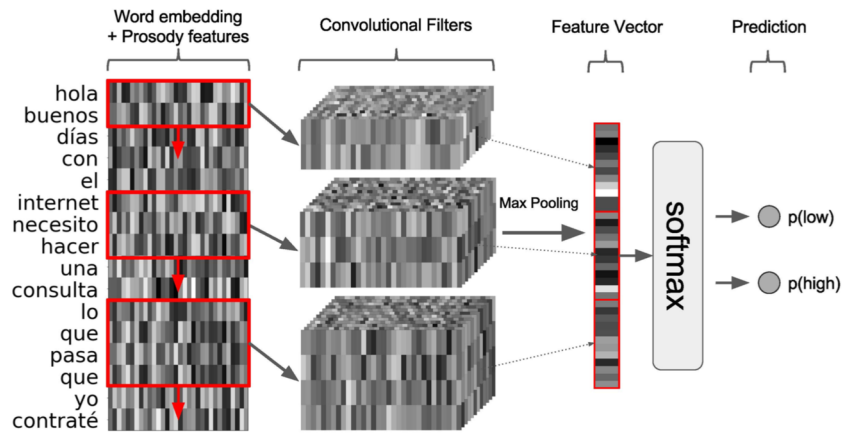 Word embedding
+ Prosody features
Convolutional Filters
Feature Vector
Prediction
hola
buenos
días
con
el
internet
necesito
hacer
una
consulta
lo
que
pasa
que
yo
contraté
Max Pooling
softmax
p(low)
p(high)